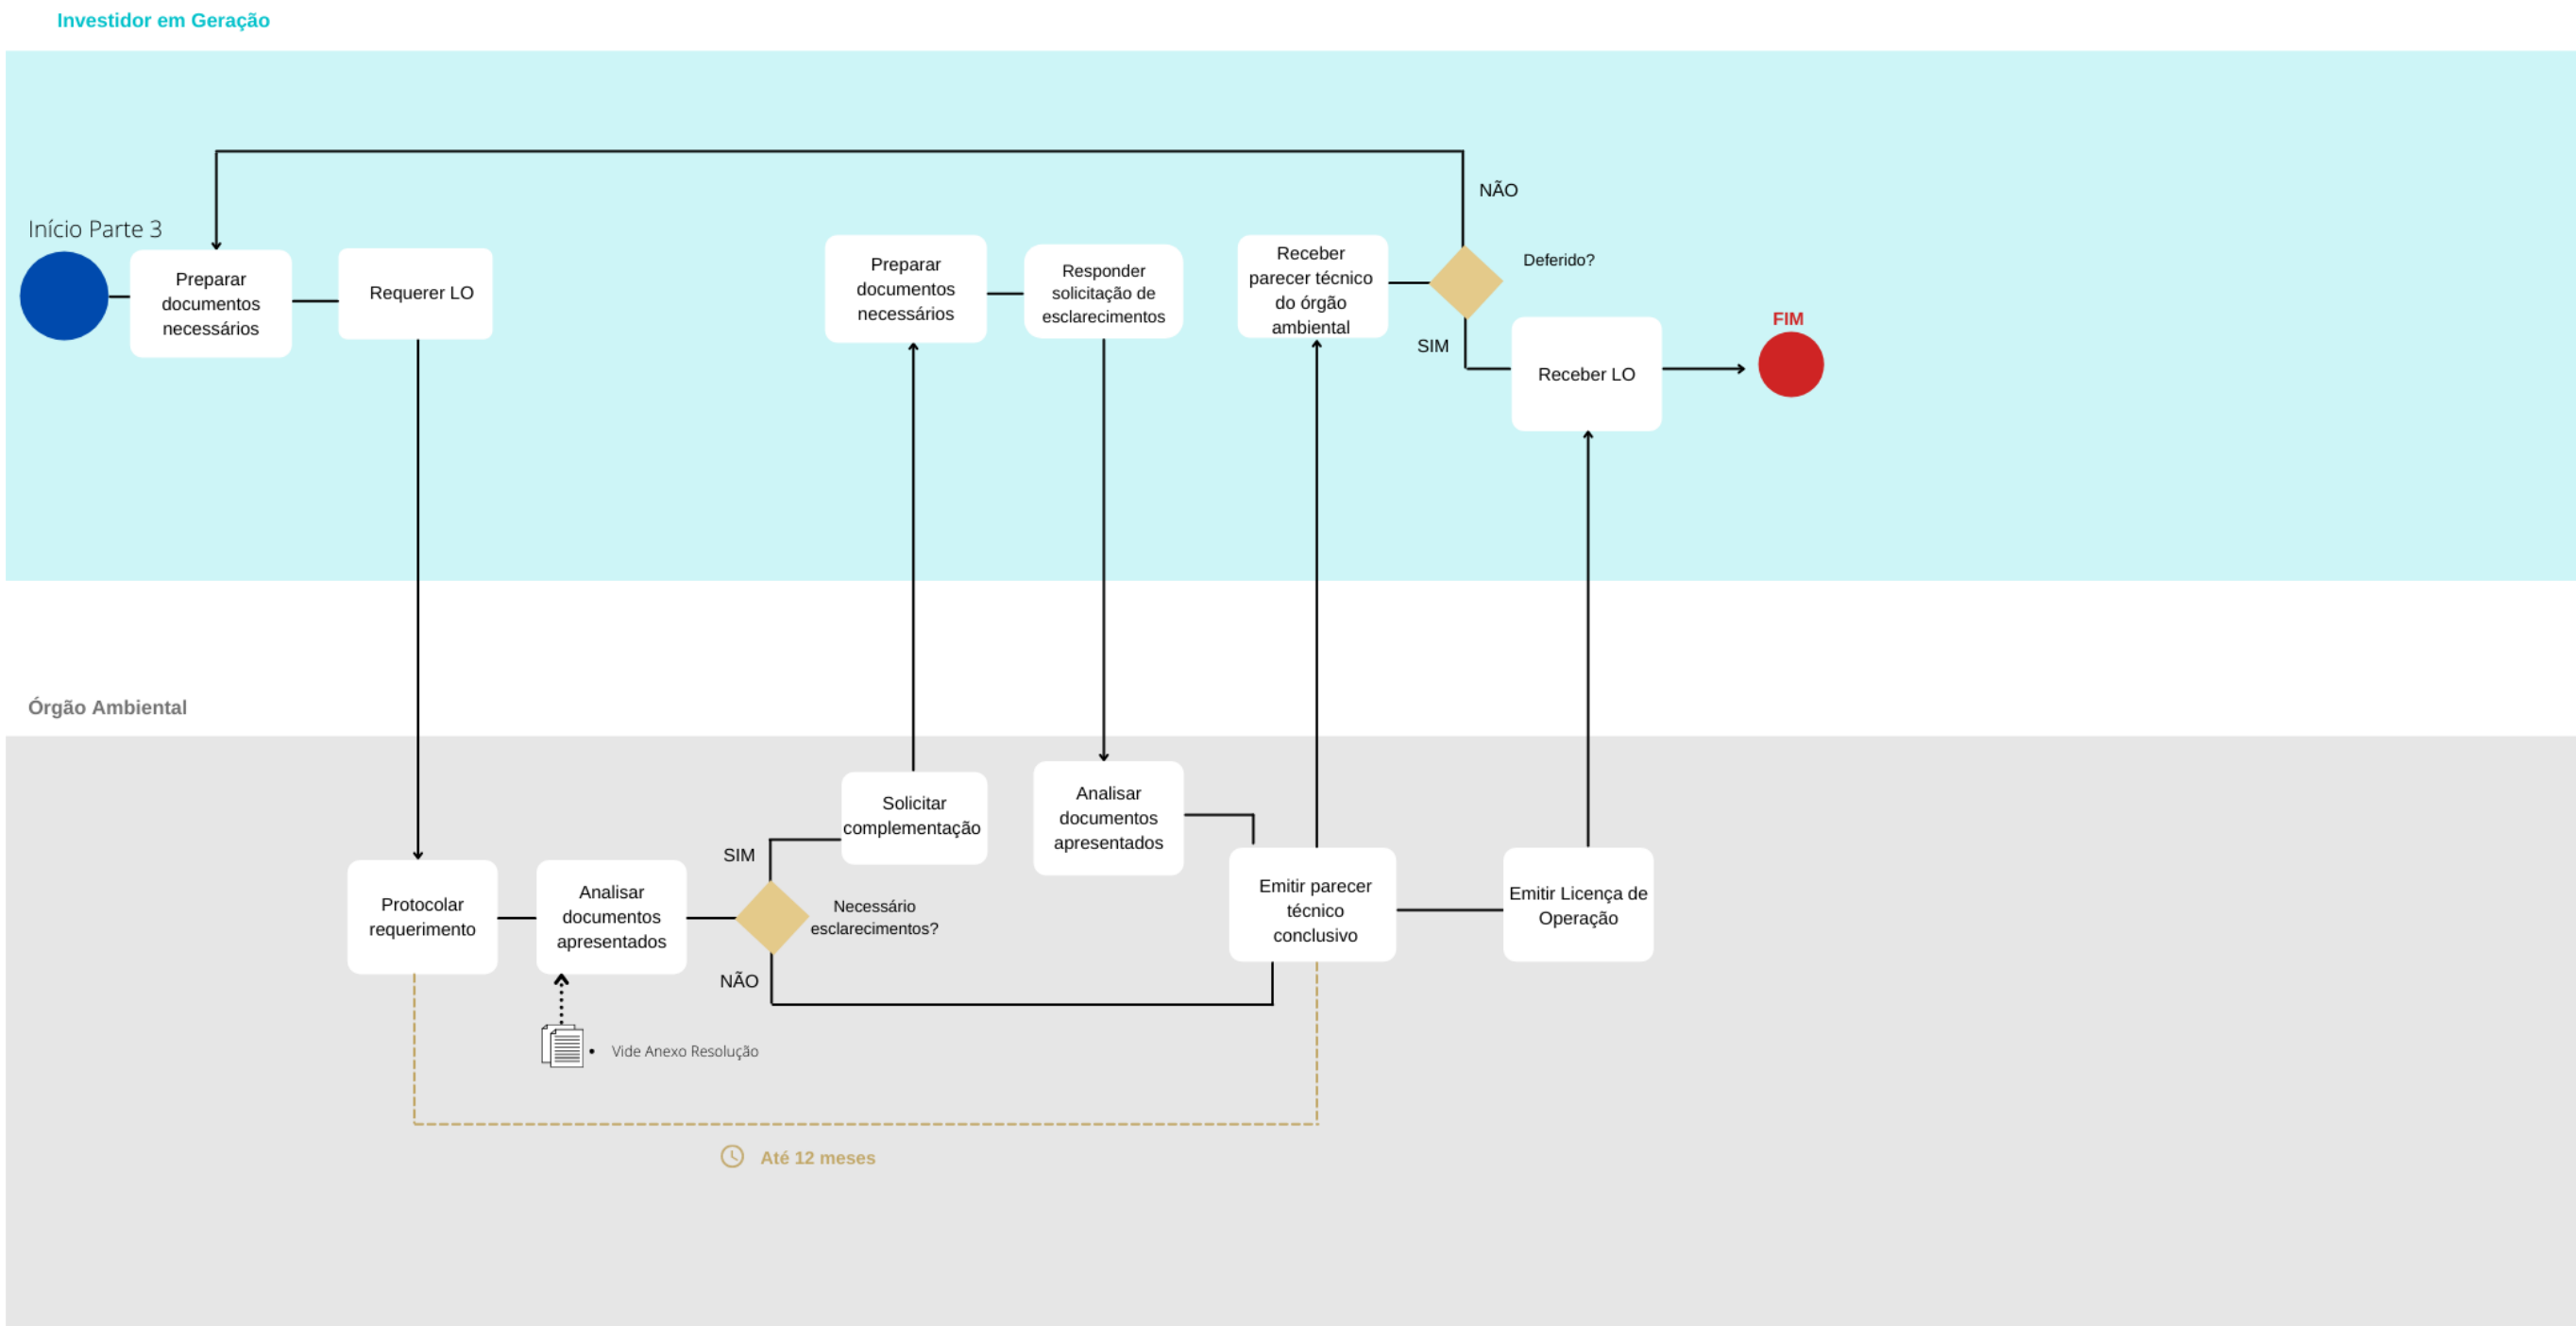 Investidor em Geração
Início Parte 3
Preparar
documentos
necessários
Requerer LO
Preparar
documentos
necessários
Responder
solicitação de
esclarecimentos
Receber
parecer técnico
do órgão
ambiental
NÃO
Deferido?
SIM
Receber LO
FIM
Órgão Ambiental
Protocolar
requerimento
Analisar
documentos
apresentados
SIM
Necessário
esclarecimentos?
NÃO
Solicitar
complementação
Analisar
documentos
apresentados
Emitir parecer
técnico
conclusivo
Emitir Licença de
Operação
• Vide Anexo Resolução
Até 12 meses